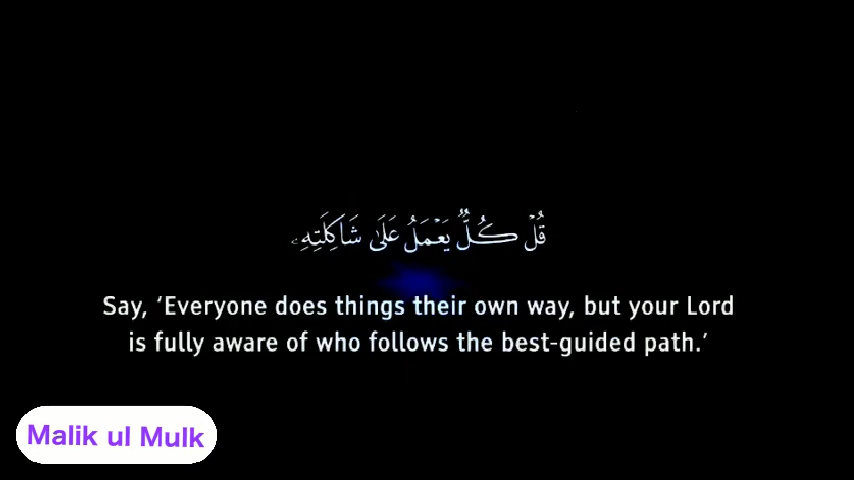 قُلۡ كُلّٞ يَعۡمَلُ عَلَىٰ شَاكِلَتِهِۦ
Say, ‘Everyone does things their own way, but your Lord
is fully aware of who follows the best-guided path.’
Malik ul Mulk